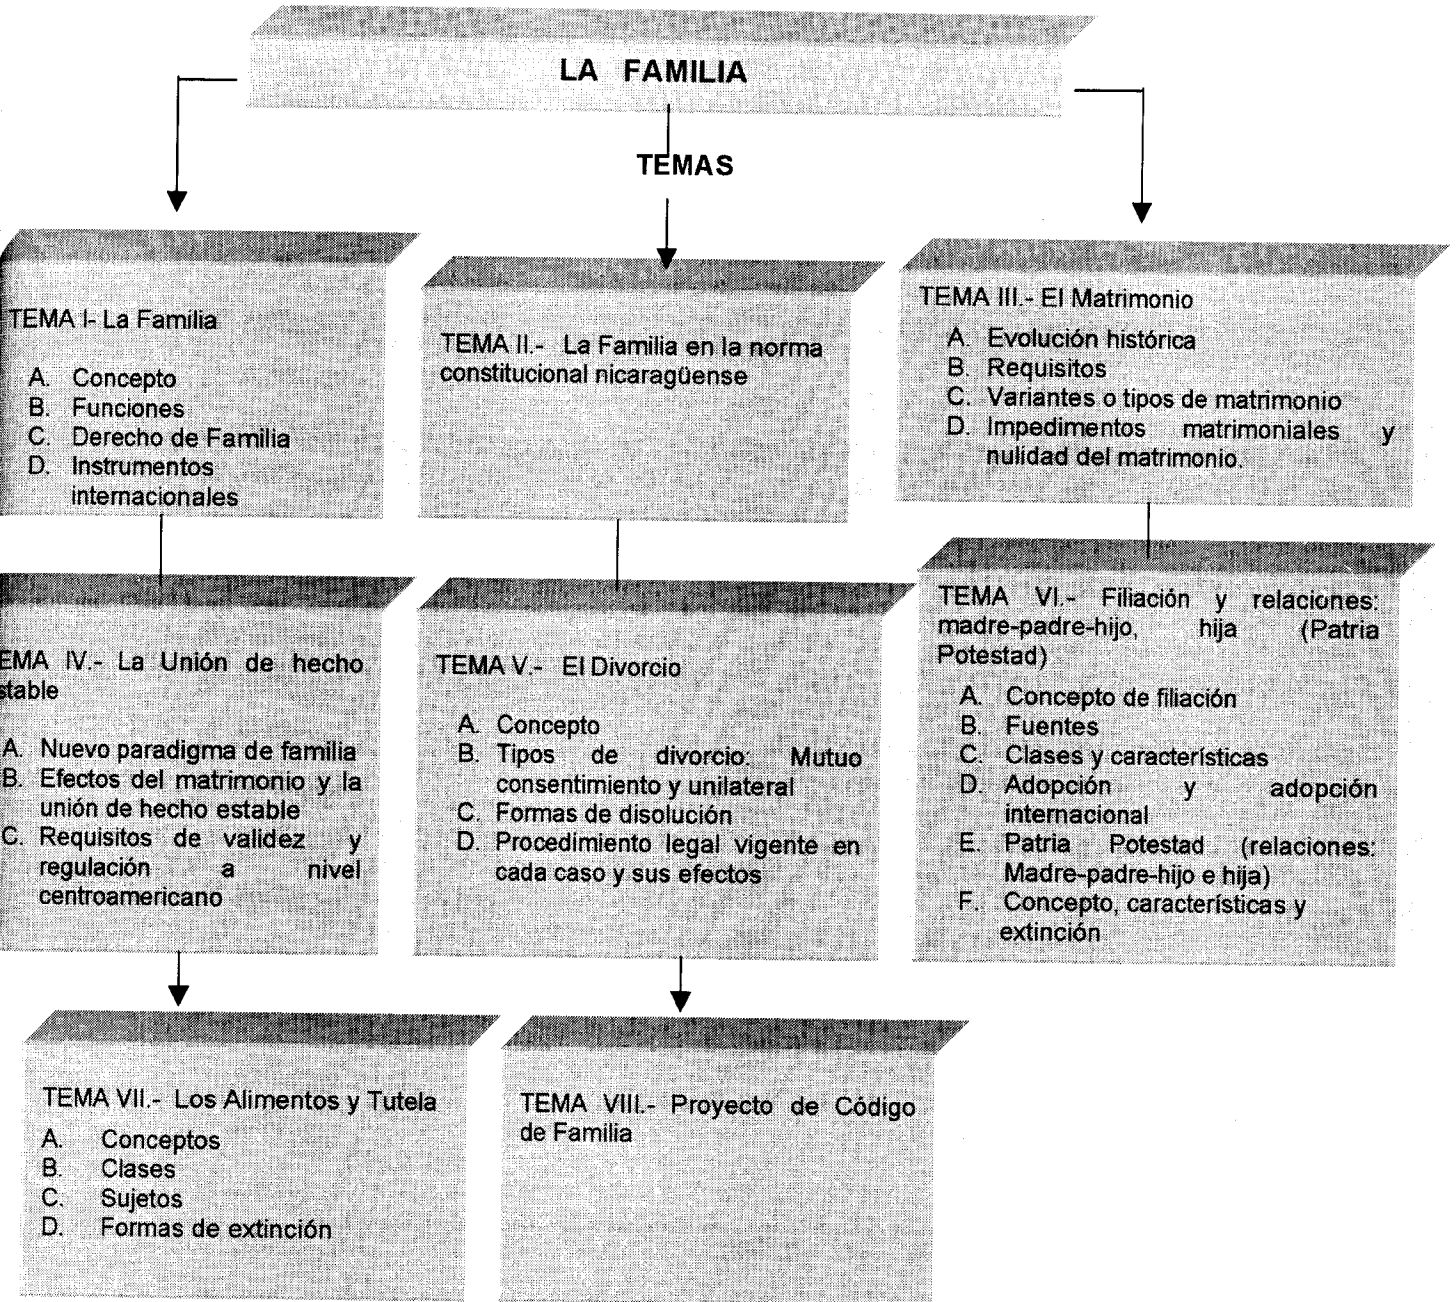 LA FAMILIA
TEMAS
TEMA I- La Familia
A. Concepto
B. Funciones
C. Derecho de Familia
D. Instrumentos
internacionales
TEMA II.- La Familia en la norma
constitucional nicaragüense
TEMA III.- El Matrimonio
A. Evolución histórica
B. Requisitos
C. Variantes o tipos de matrimonio
D. Impedimentos matrimoniales y
nulidad del matrimonio.
EMA IV.- La Unión de hecho
stable
A. Nuevo paradigma de familia
B. Efectos del matrimonio y la
unión de hecho estable
C. Requisitos de validez y
regulación a nivel
centroamericano
TEMA V.- El Divorcio
A. Concepto
B. Tipos de divorcio: Mutuo
consentimiento y unilateral
C. Formas de disolución
D. Procedimiento legal vigente en
cada caso y sus efectos
TEMA VI.- Filiación y relaciones:
madre-padre-hijo, hija (Patria
Potestad)
A. Concepto de filiación
B. Fuentes
C. Clases y características
D. Adopción y adopción
internacional
E. Patria Potestad (relaciones:
Madre-padre-hijo e hija)
F. Concepto, características y
extinción
TEMA VII.- Los Alimentos y Tutela
A. Conceptos
B. Clases
C. Sujetos
D. Formas de extinción
TEMA VIII.- Proyecto de Código
de Familia